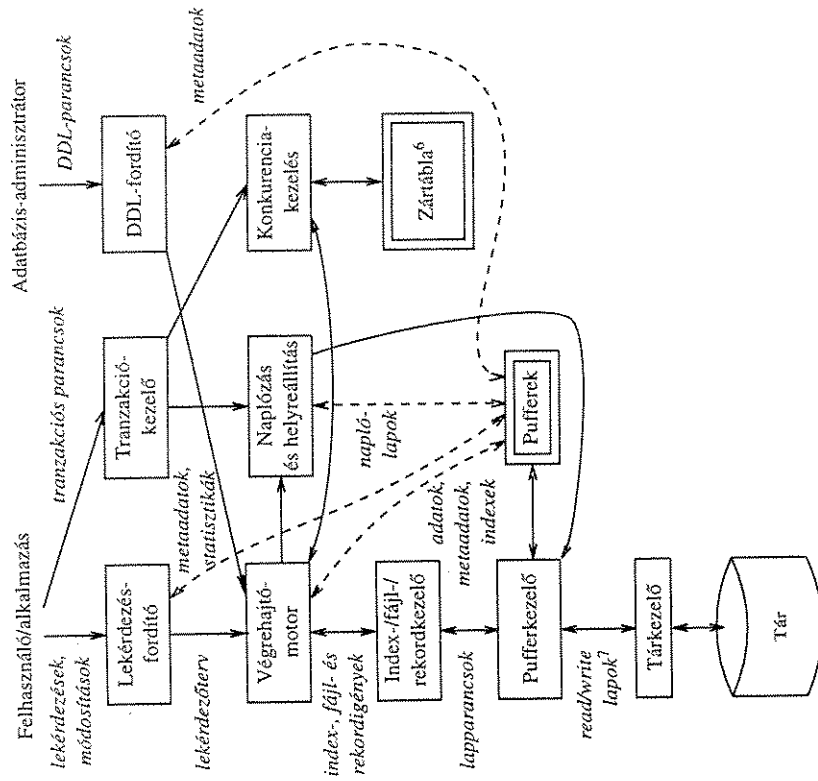 Felhasználó/alkalmazás
Adatbázis-adminisztrátor
lekérdezések,
módosítások
tranzakciós parancsok
DDL-parancsok
Lekérdezés-
fordító
Tranzakció-
kezelő
DDL-fordító
metaadatok
metaadatok,
statisztikák
lekérdezőterv
Végrehajtó-
motor
Naplózás
és helyreállítás
Konkurencia-
kezelés
index-, fájl- és
rekordigények
napló-
lapok
Index-/fájl-/
rekordkezelő
Zártábla⁶
adatok,
metaadatok,
indexek
lapparancsok
Pufferkezelő
Pufferek
read/write
lapok⁷
Tárkezelő
Tár